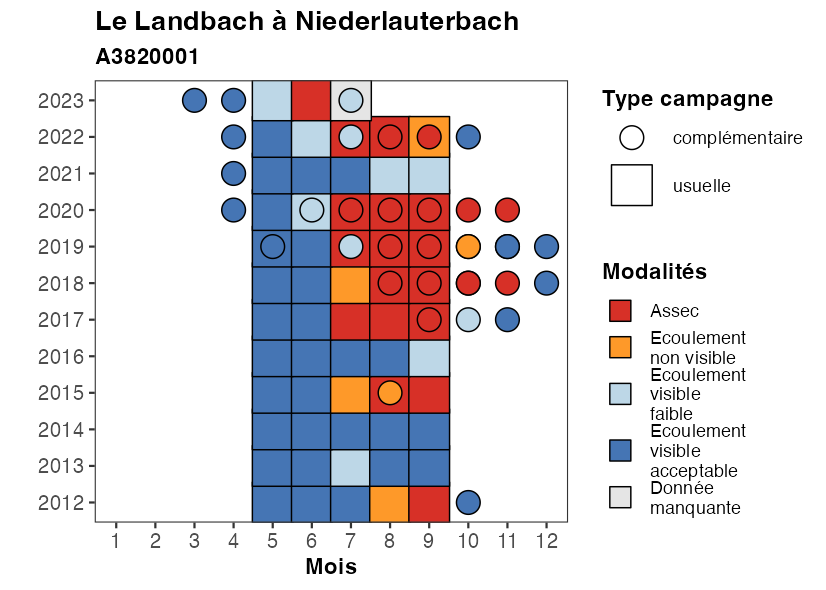 Le Landbach à Niederlauterbach
A3820001
2023
2022
2021
2020
2019
2018
2017
2016
2015
2014
2013
2012
1 2 3 4 5 6 7 8 9 10 11 12
Mois
Type campagne
complémentaire
usuelle
Modalités
Assec
Ecoulement
non visible
Ecoulement
visible
faible
Ecoulement
visible
acceptable
Donnée
manquante